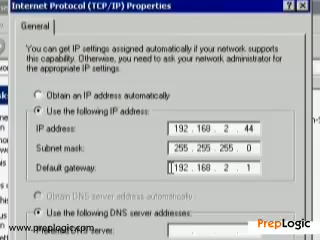 Internet Protocol (TCP/IP) Properties
General
You can get IP settings assigned automatically if your network supports
this capability. Otherwise, you need to ask your network administrator for
the appropriate IP settings.
Obtain an IP address automatically
Use the following IP address:
IP address: 192 . 168 . 2 . 44
Subnet mask: 255 . 255 . 255 . 0
Default gateway: 192 . 168 . 2 . 1
Obtain DNS server address automatically
Use the following DNS server addresses:
Preferred DNS server:
www.preplogic.com
PrepLogic